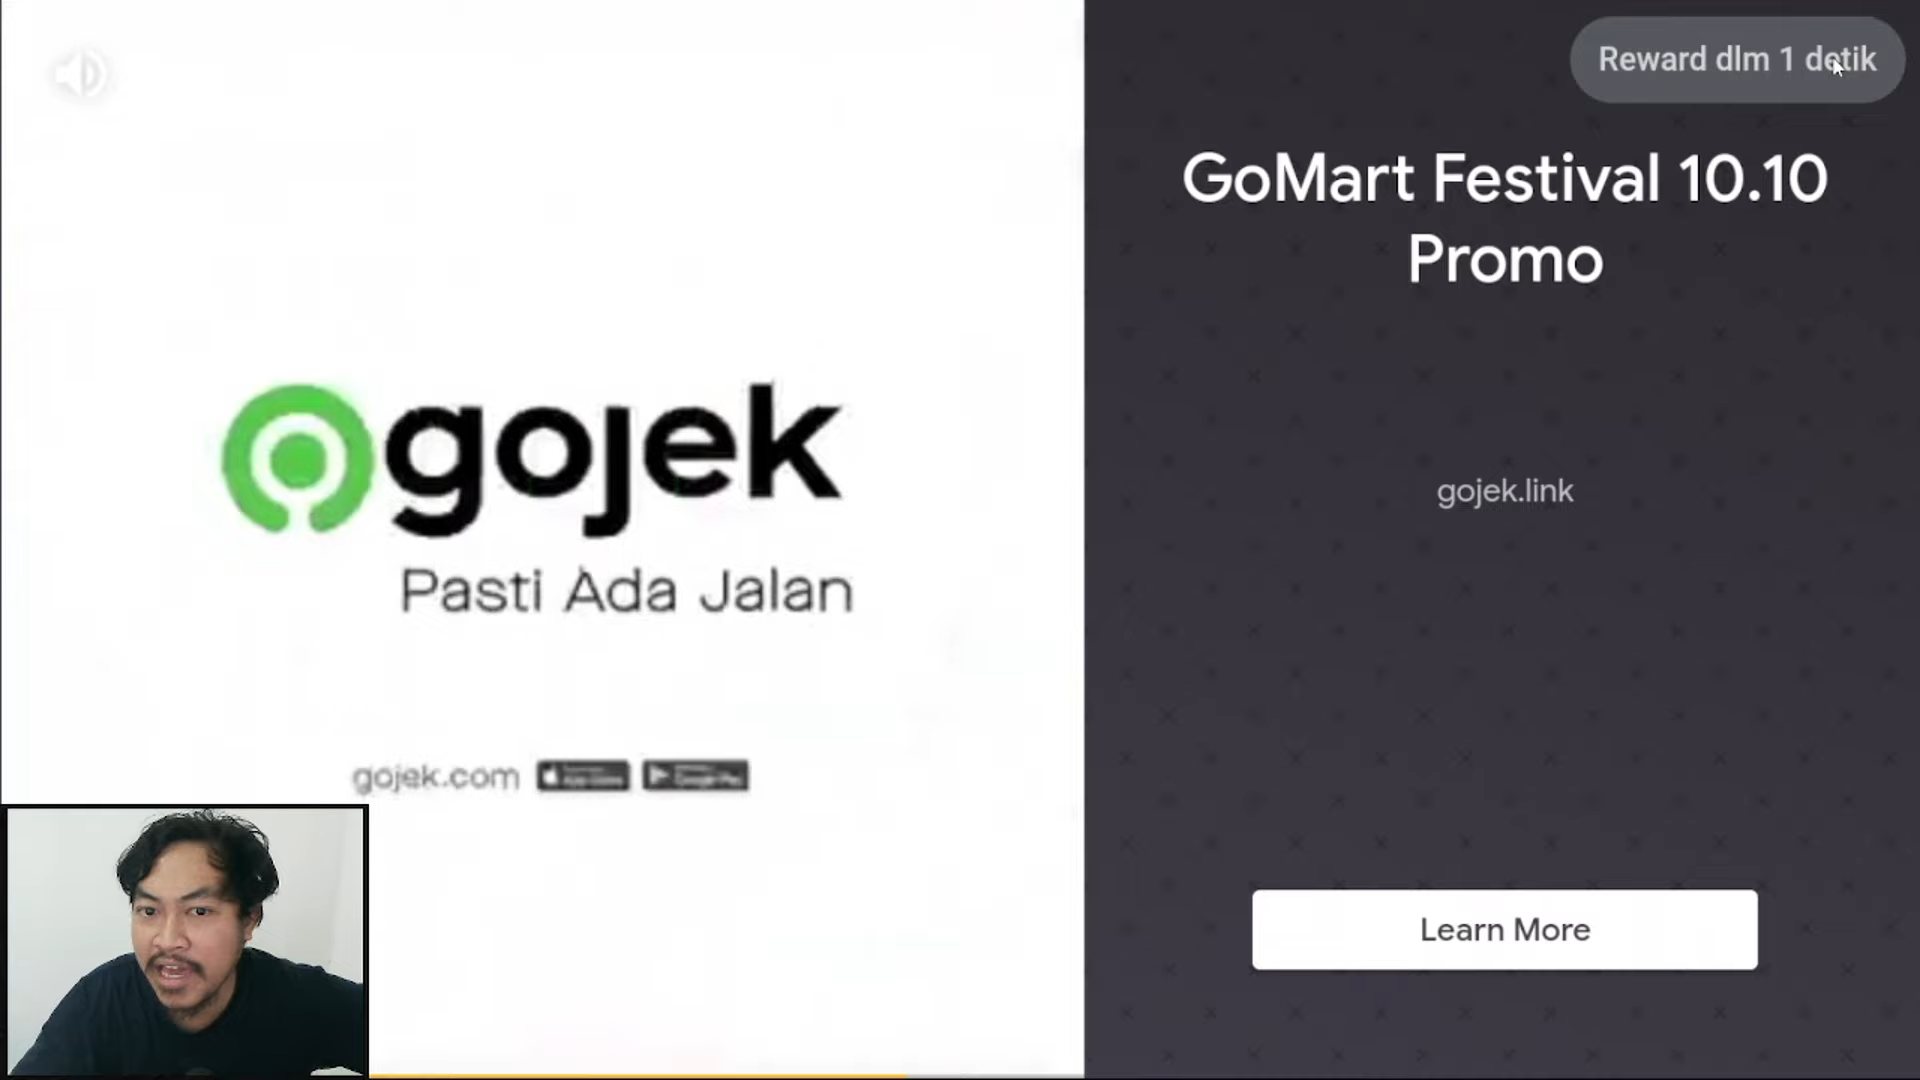 Reward dlm 1 detik
GoMart Festival 10.10
Promo
gojek
Pasti Ada Jalan
gojek.link
gojek.com
Learn More